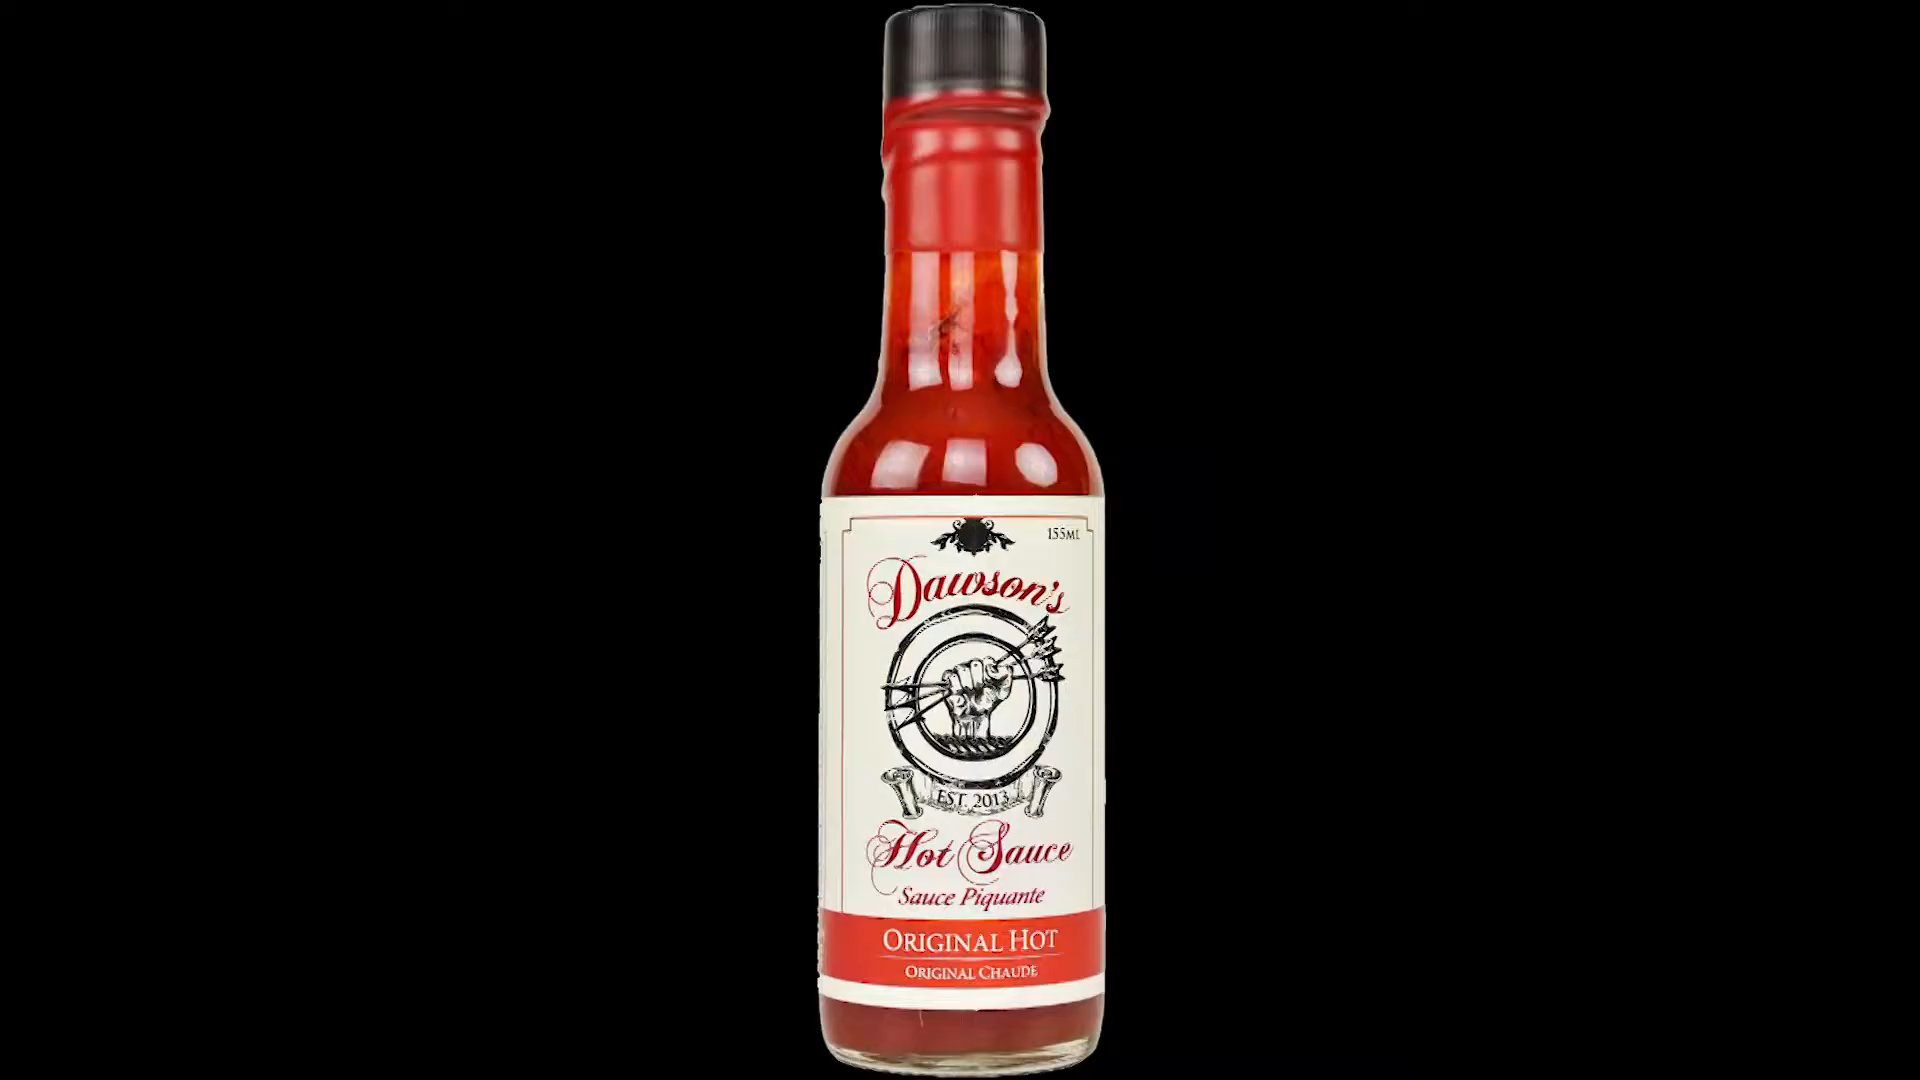 155ML
Dawson's
EST. 2013
Hot Sauce
Sauce Piquante
ORIGINAL HOT
ORIGINAL CHAUDE